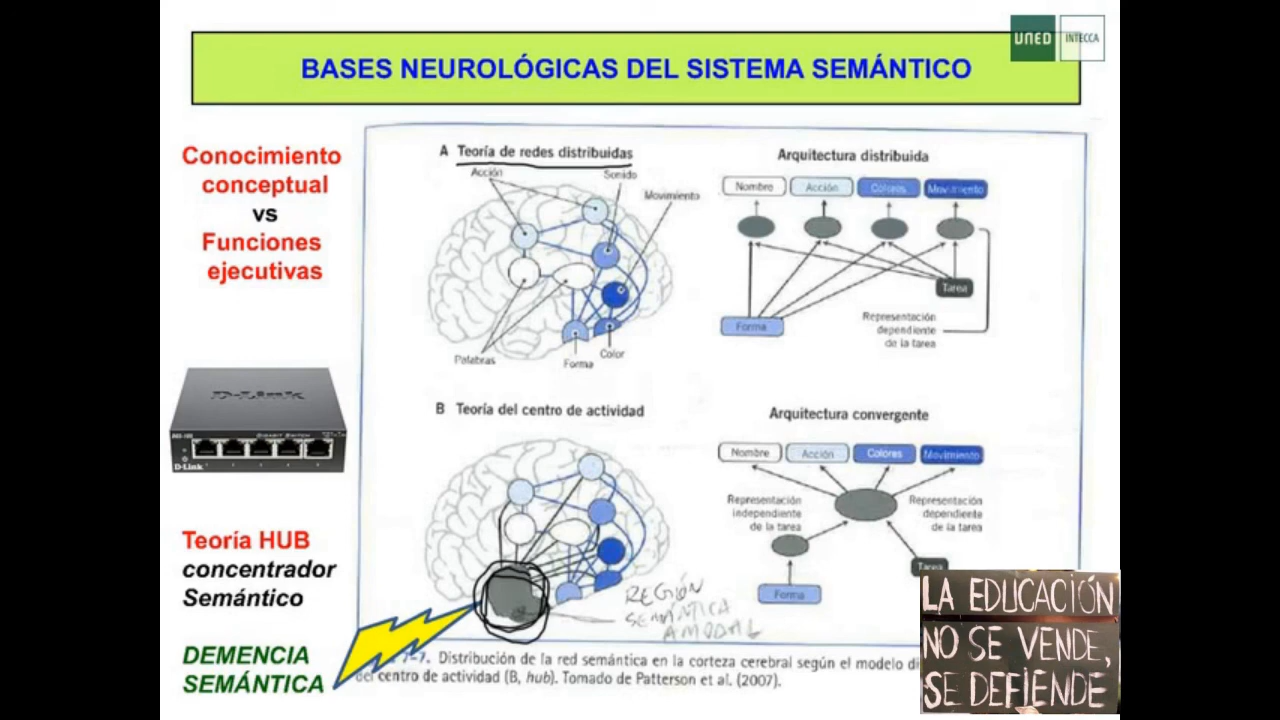 UNED
INTECCA
BASES NEUROLÓGICAS DEL SISTEMA SEMÁNTICO
Conocimiento
conceptual
vs
Funciones
ejecutivas
A Teoría de redes distribuidas
Acción
Sonido
Movimiento
Palabras
Forma
Color
Arquitectura distribuida
Nombre
Acción
Colores
Movimiento
Tarea
Forma
Representación
dependiente
de la tarea
D-Link
D-Link
B Teoría del centro de actividad
REGIÓN
SEMÁNTICA
AMODAL
Arquitectura convergente
Nombre
Acción
Colores
Movimiento
Representación
independiente
de la tarea
Representación
dependiente
de la tarea
Tarea
Forma
Teoría HUB
concentrador
Semántico
DEMENCIA
SEMÁNTICA
7-7. Distribución de la red semántica en la corteza cerebral según el modelo di
del centro de actividad (B, hub). Tomado de Patterson et al. (2007).
LA EDUCACIÓN
NO SE VENDE,
SE DEFIENDE